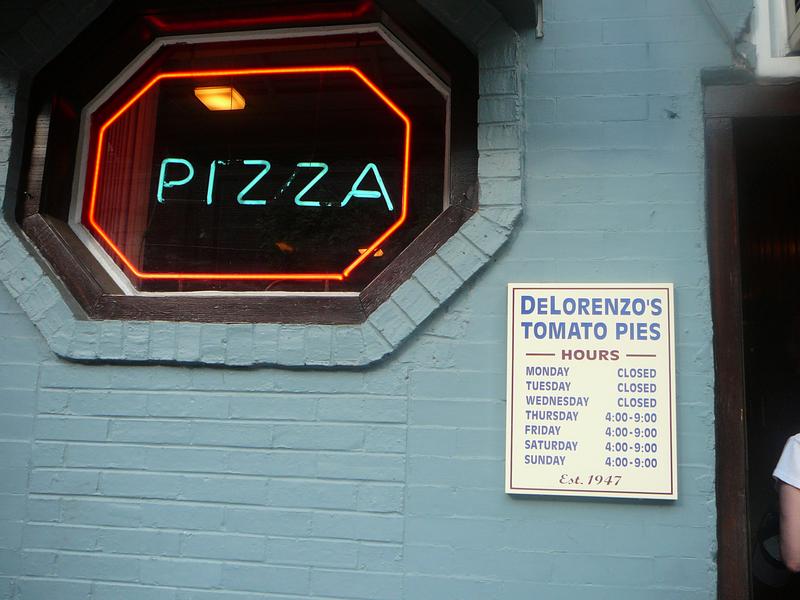 PIZZA
DELORENZO'S
TOMATO PIES
HOURS
MONDAY CLOSED
TUESDAY CLOSED
WEDNESDAY CLOSED
THURSDAY 4:00-9:00
FRIDAY 4:00-9:00
SATURDAY 4:00-9:00
SUNDAY 4:00-9:00
Est. 1947